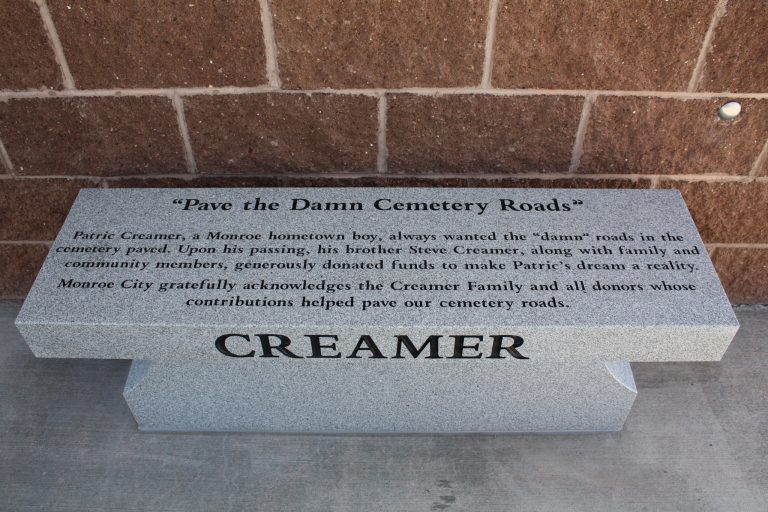 “Pave the Damn Cemetery Roads”
Patric Creamer, a Monroe hometown boy, always wanted the “damn” roads in the
cemetery paved. Upon his passing, his brother Steve Creamer, along with family and
community members, generously donated funds to make Patric’s dream a reality.
Monroe City gratefully acknowledges the Creamer Family and all donors whose
contributions helped pave our cemetery roads.
CREAMER